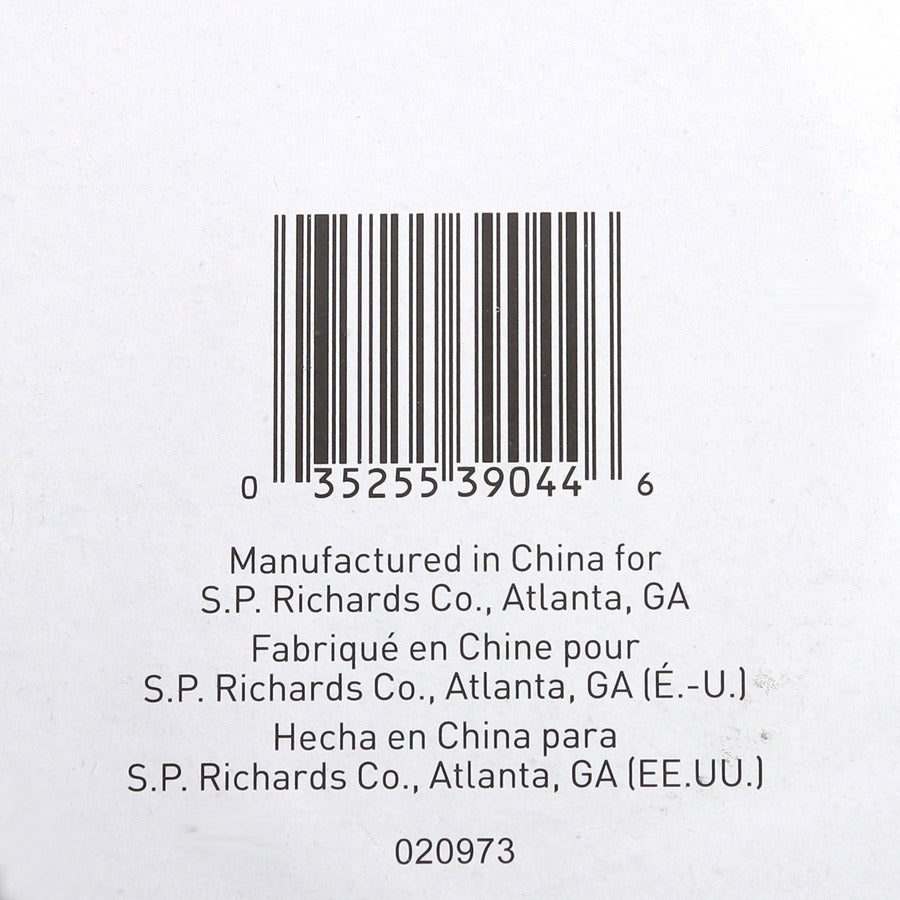 0 35255 39044 6
Manufactured in China for
S.P. Richards Co., Atlanta, GA
Fabriqué en Chine pour
S.P. Richards Co., Atlanta, GA (É.-U.)
Hecha en China para
S.P. Richards Co., Atlanta, GA (EE.UU.)
020973